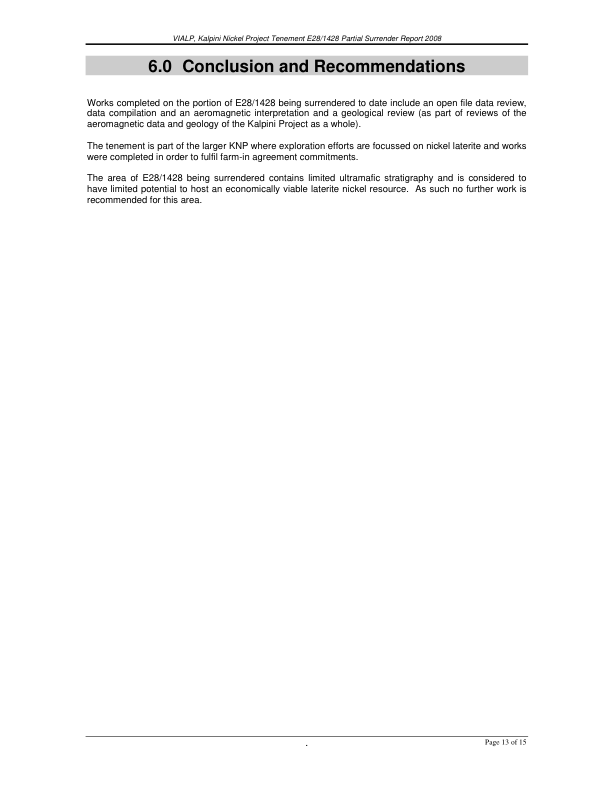 VIALP, Kalpini Nickel Project Tenement E28/1428 Partial Surrender Report 2008
6.0 Conclusion and Recommendations
Works completed on the portion of E28/1428 being surrendered to date include an open file data review,
data compilation and an aeromagnetic interpretation and a geological review (as part of reviews of the
aeromagnetic data and geology of the Kalpini Project as a whole).
The tenement is part of the larger KNP where exploration efforts are focussed on nickel laterite and works
were completed in order to fulfil farm-in agreement commitments.
The area of E28/1428 being surrendered contains limited ultramafic stratigraphy and is considered to
have limited potential to host an economically viable laterite nickel resource. As such no further work is
recommended for this area.
.
Page 13 of 15